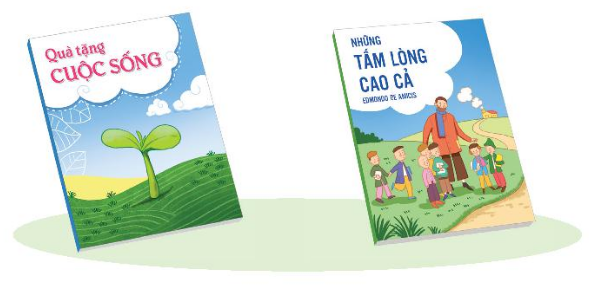 Quà tặng
CUỘC SỐNG
NHỮNG
TẤM LÒNG
CAO CẢ
EDMONDO DE AMICIS